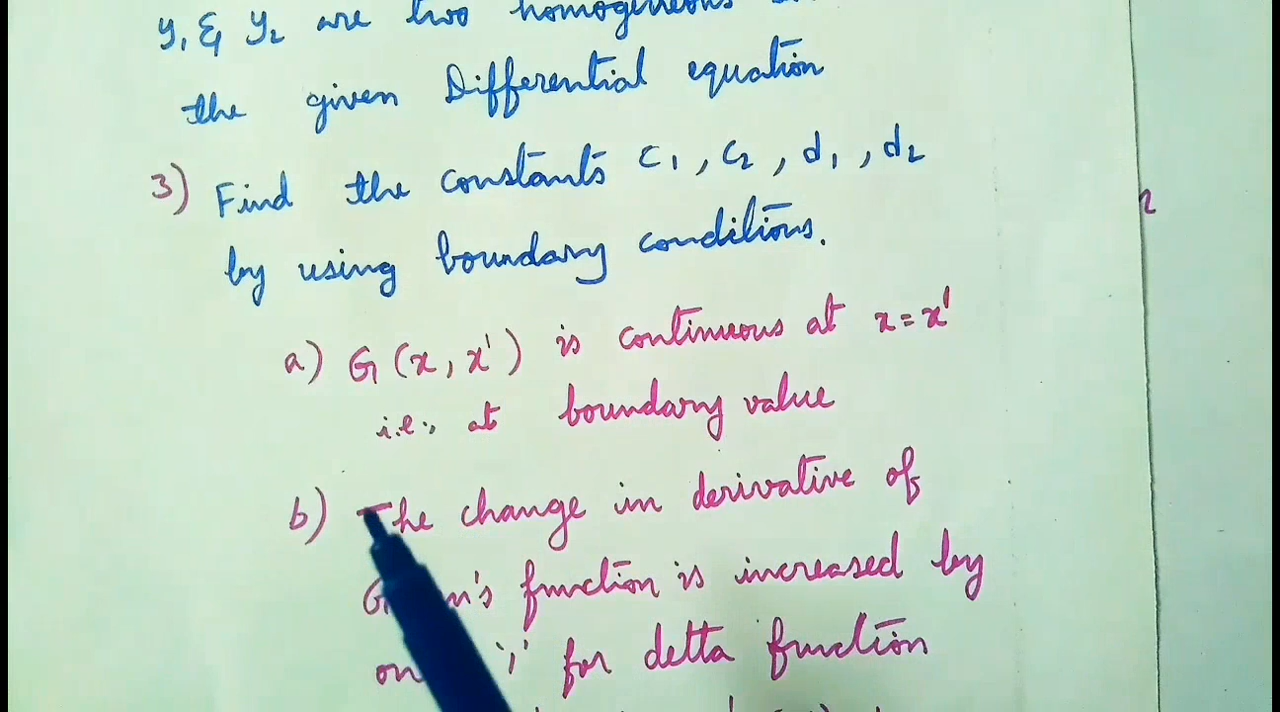 y₁ & y₂ are two homogeneous
the given Differential equation
3) Find the constants c₁, c₂, d₁, d₂
by using boundary conditions.
a) G(x, x') is continuous at x = x'
i.e., at boundary value
b) The change in derivative of
function is increased by
'1' for delta function